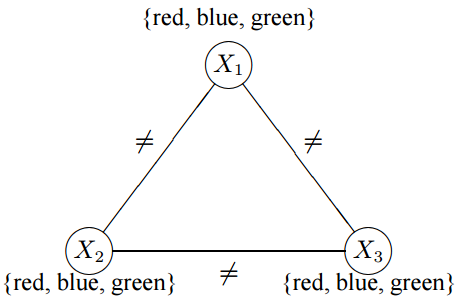 {red, blue, green}
X₁
≠ ≠
X₂ X₃
{red, blue, green} ≠ {red, blue, green}